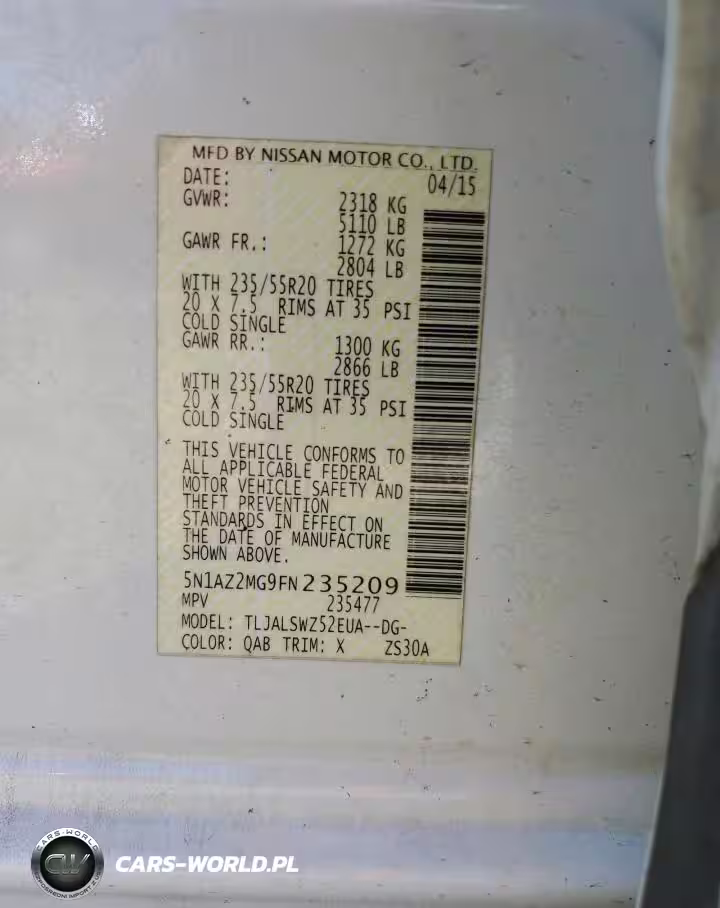 MFD BY NISSAN MOTOR CO., LTD.
DATE: 04/15
GVWR: 2318 KG
5110 LB
GAWR FR.: 1272 KG
2804 LB
WITH 235/55R20 TIRES
20 X 7.5 RIMS AT 35 PSI
COLD SINGLE
GAWR RR.: 1300 KG
2866 LB
WITH 235/55R20 TIRES
20 X 7.5 RIMS AT 35 PSI
COLD SINGLE
THIS VEHICLE CONFORMS TO
ALL APPLICABLE FEDERAL
MOTOR VEHICLE SAFETY AND
THEFT PREVENTION
STANDARDS IN EFFECT ON
THE DATE OF MANUFACTURE
SHOWN ABOVE.
5N1AZ2MG9FN235209
MPV 235477
MODEL: TLJALSWZ52EUA--DG-
COLOR: QAB TRIM: X ZS30A
CARS-WORLD
CW
CARS-WORLD.PL